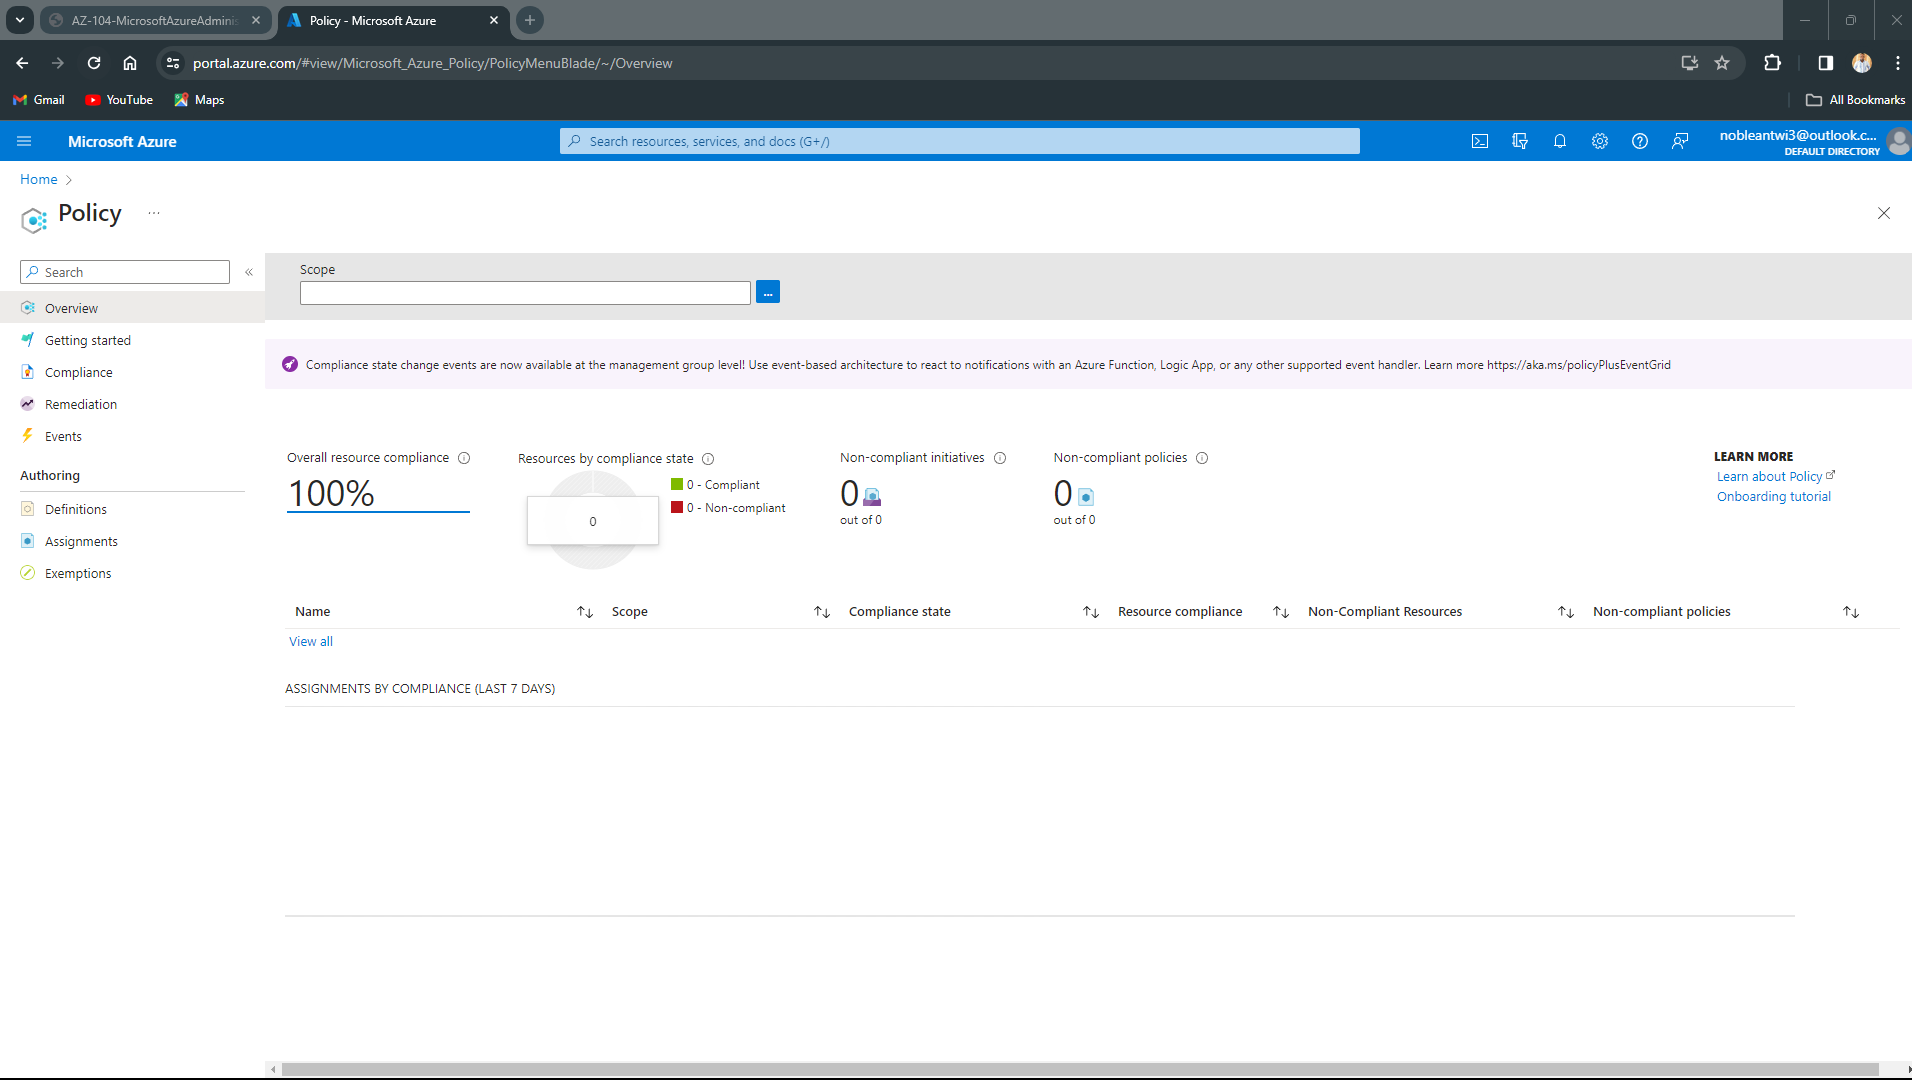 AZ-104-MicrosoftAzureAdminis
Policy - Microsoft Azure
portal.azure.com/#view/Microsoft_Azure_Policy/PolicyMenuBlade/~/Overview
Gmail
YouTube
Maps
All Bookmarks
Microsoft Azure
Search resources, services, and docs (G+/)
nobleantwi3@outlook.c...
DEFAULT DIRECTORY
Home
Policy
...
Search
Overview
Getting started
Compliance
Remediation
Events
Authoring
Definitions
Assignments
Exemptions
Scope
...
Compliance state change events are now available at the management group level! Use event-based architecture to react to notifications with an Azure Function, Logic App, or any other supported event handler. Learn more https://aka.ms/policyPlusEventGrid
Overall resource compliance
100%
Resources by compliance state
0
0 - Compliant
0 - Non-compliant
Non-compliant initiatives
0
out of 0
Non-compliant policies
0
out of 0
LEARN MORE
Learn about Policy
Onboarding tutorial
Name Scope Compliance state Resource compliance Non-Compliant Resources Non-compliant policies
View all
ASSIGNMENTS BY COMPLIANCE (LAST 7 DAYS)